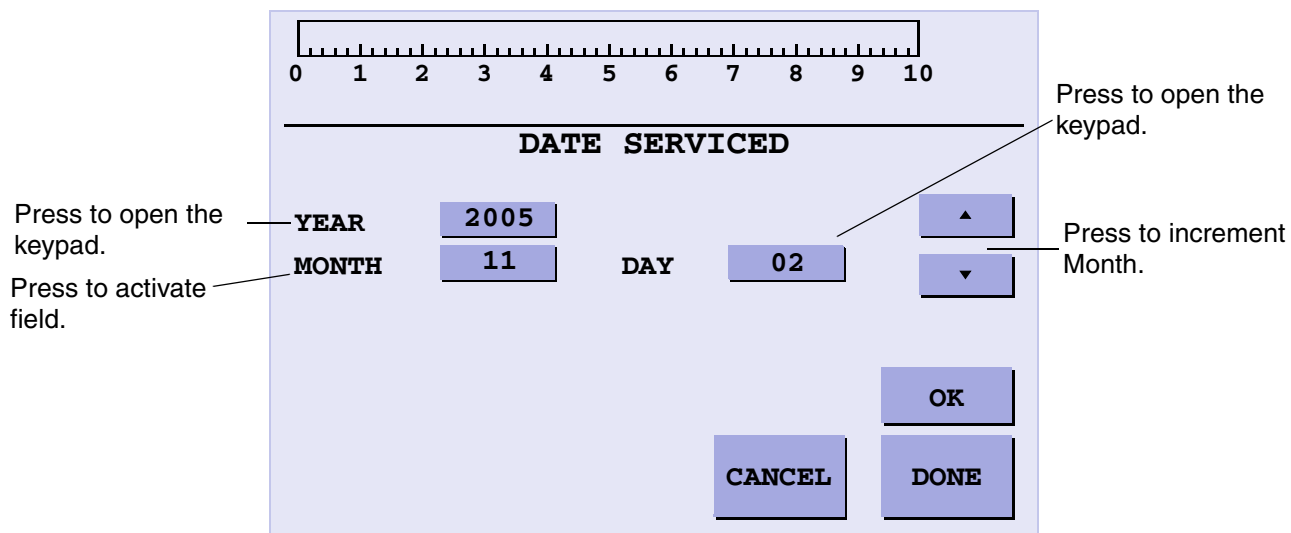 0 1 2 3 4 5 6 7 8 9 10
Press to open the
keypad.
DATE SERVICED
Press to open the
keypad.
YEAR 2005
▲
MONTH 11 DAY 02
▼
Press to increment
Month.
Press to activate
field.
OK
CANCEL DONE